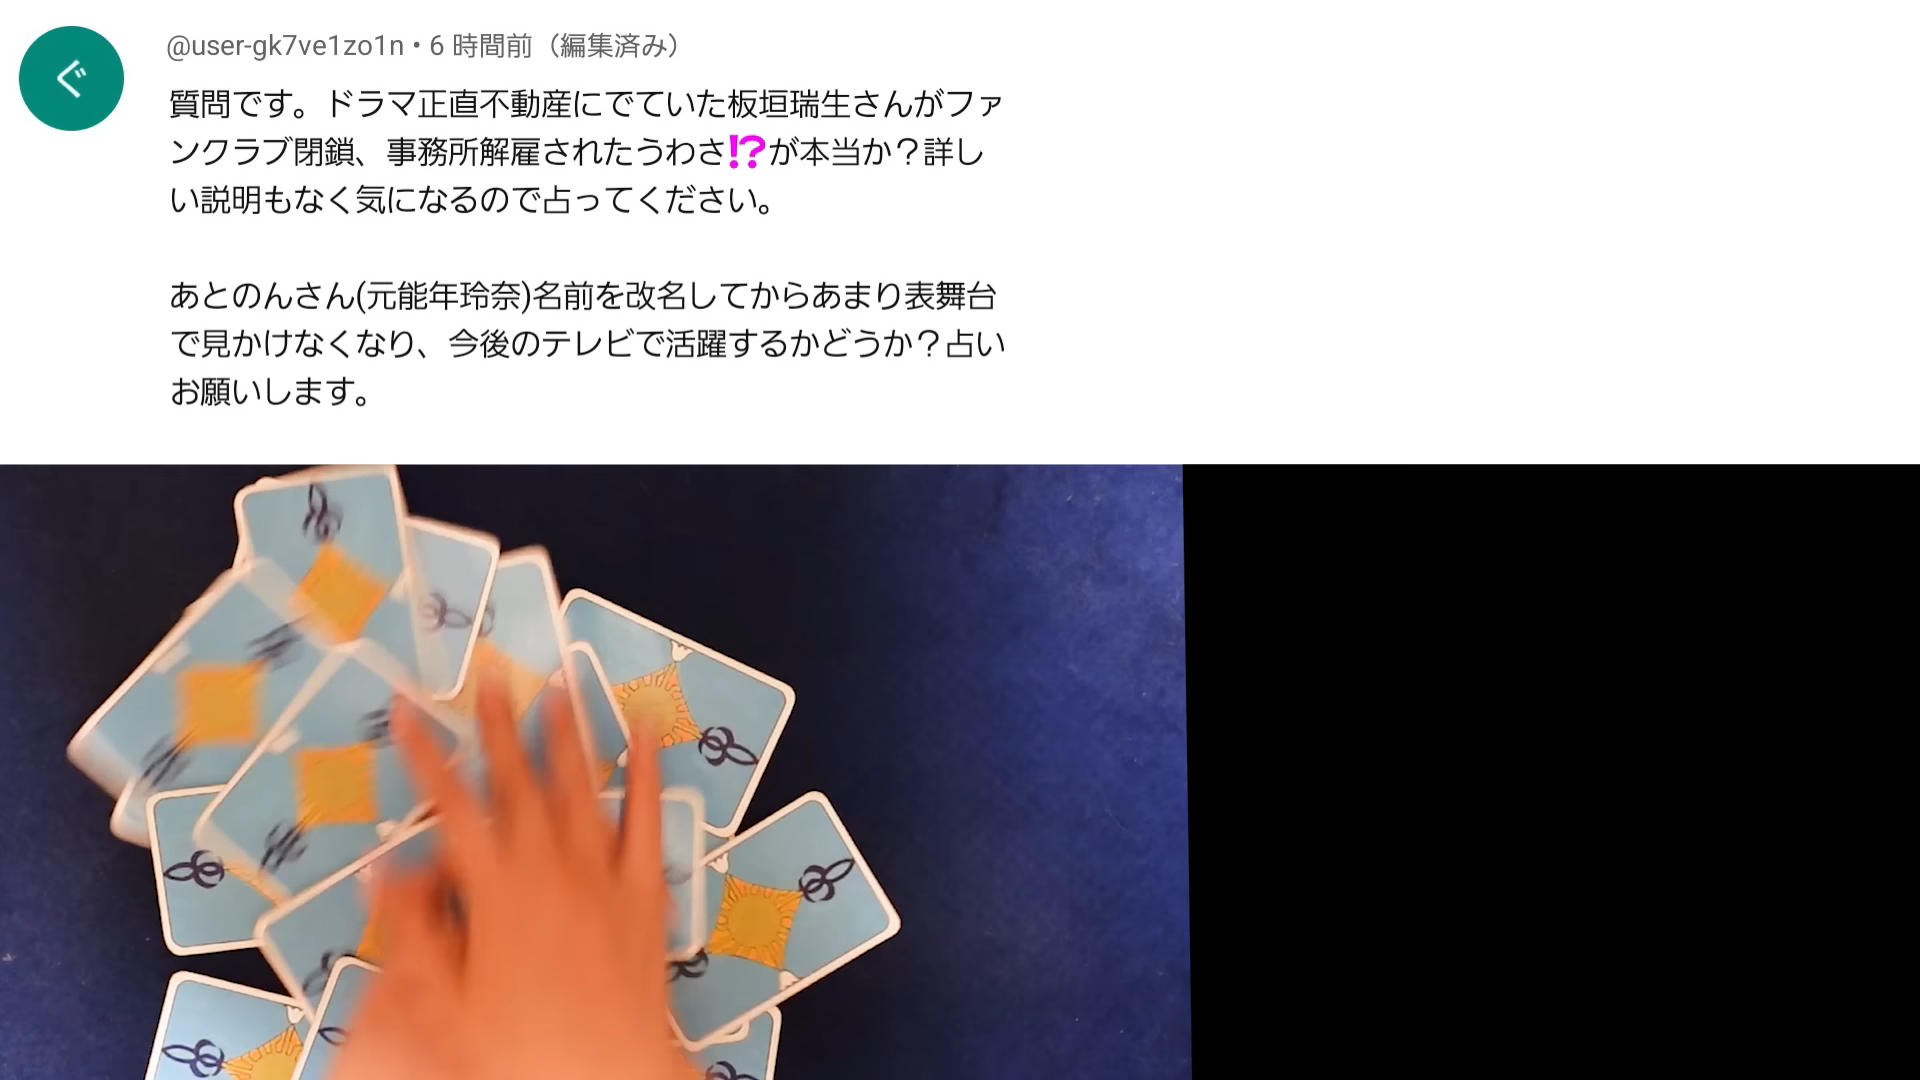 ぐ
@user-gk7ve1zo1n • 6 時間前（編集済み）
質問です。ドラマ正直不動産にでていた板垣瑞生さんがファ
ンクラブ閉鎖、事務所解雇されたうわさ⁉️が本当か？詳し
い説明もなく気になるので占ってください。
あとのんさん(元能年玲奈)名前を改名してからあまり表舞台
で見かけなくなり、今後のテレビで活躍するかどうか？占い
お願いします。